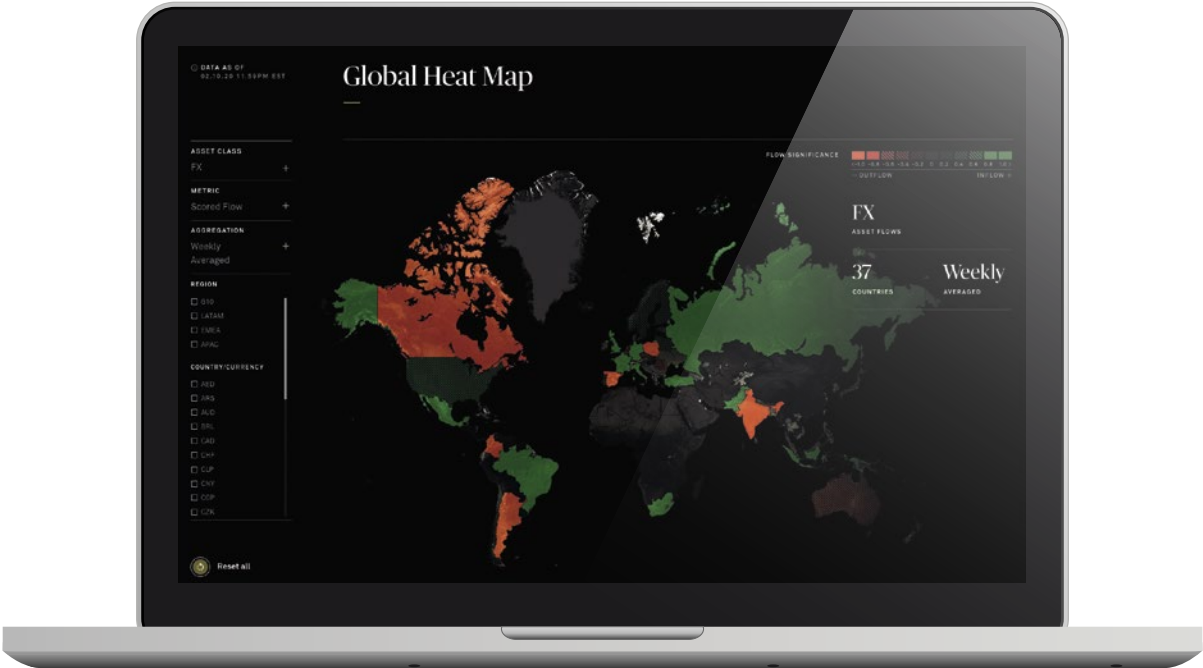 DATA AS OF
02.10.20 11:59PM EST
Global Heat Map
ASSET CLASS
FX +
METRIC
Scored Flow +
AGGREGATION
Weekly +
Averaged
REGION
G10
LATAM
EMEA
APAC
COUNTRY/CURRENCY
AED
ARS
AUD
BRL
CAD
CHF
CLP
CNY
COP
CZK
Reset all
FLOW SIGNIFICANCE
- OUTFLOW
INFLOW +
FX
ASSET FLOWS
37
COUNTRIES
Weekly
AVERAGED